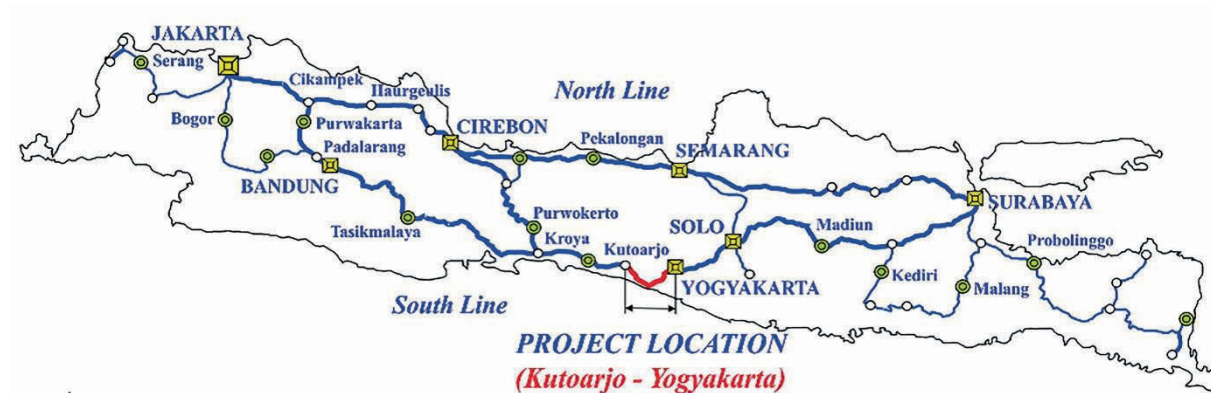 JAKARTA
Serang
Cikampek
Haurgeulis
North Line
Bogor
Purwakarta
CIREBON
Pekalongan
Padalarang
SEMARANG
BANDUNG
SURABAYA
Purwokerto
SOLO
Madiun
Tasikmalaya
Kroya
Kutoarjo
Probolinggo
Kediri
YOGYAKARTA
Malang
South Line
PROJECT LOCATION
(Kutoarjo - Yogyakarta)